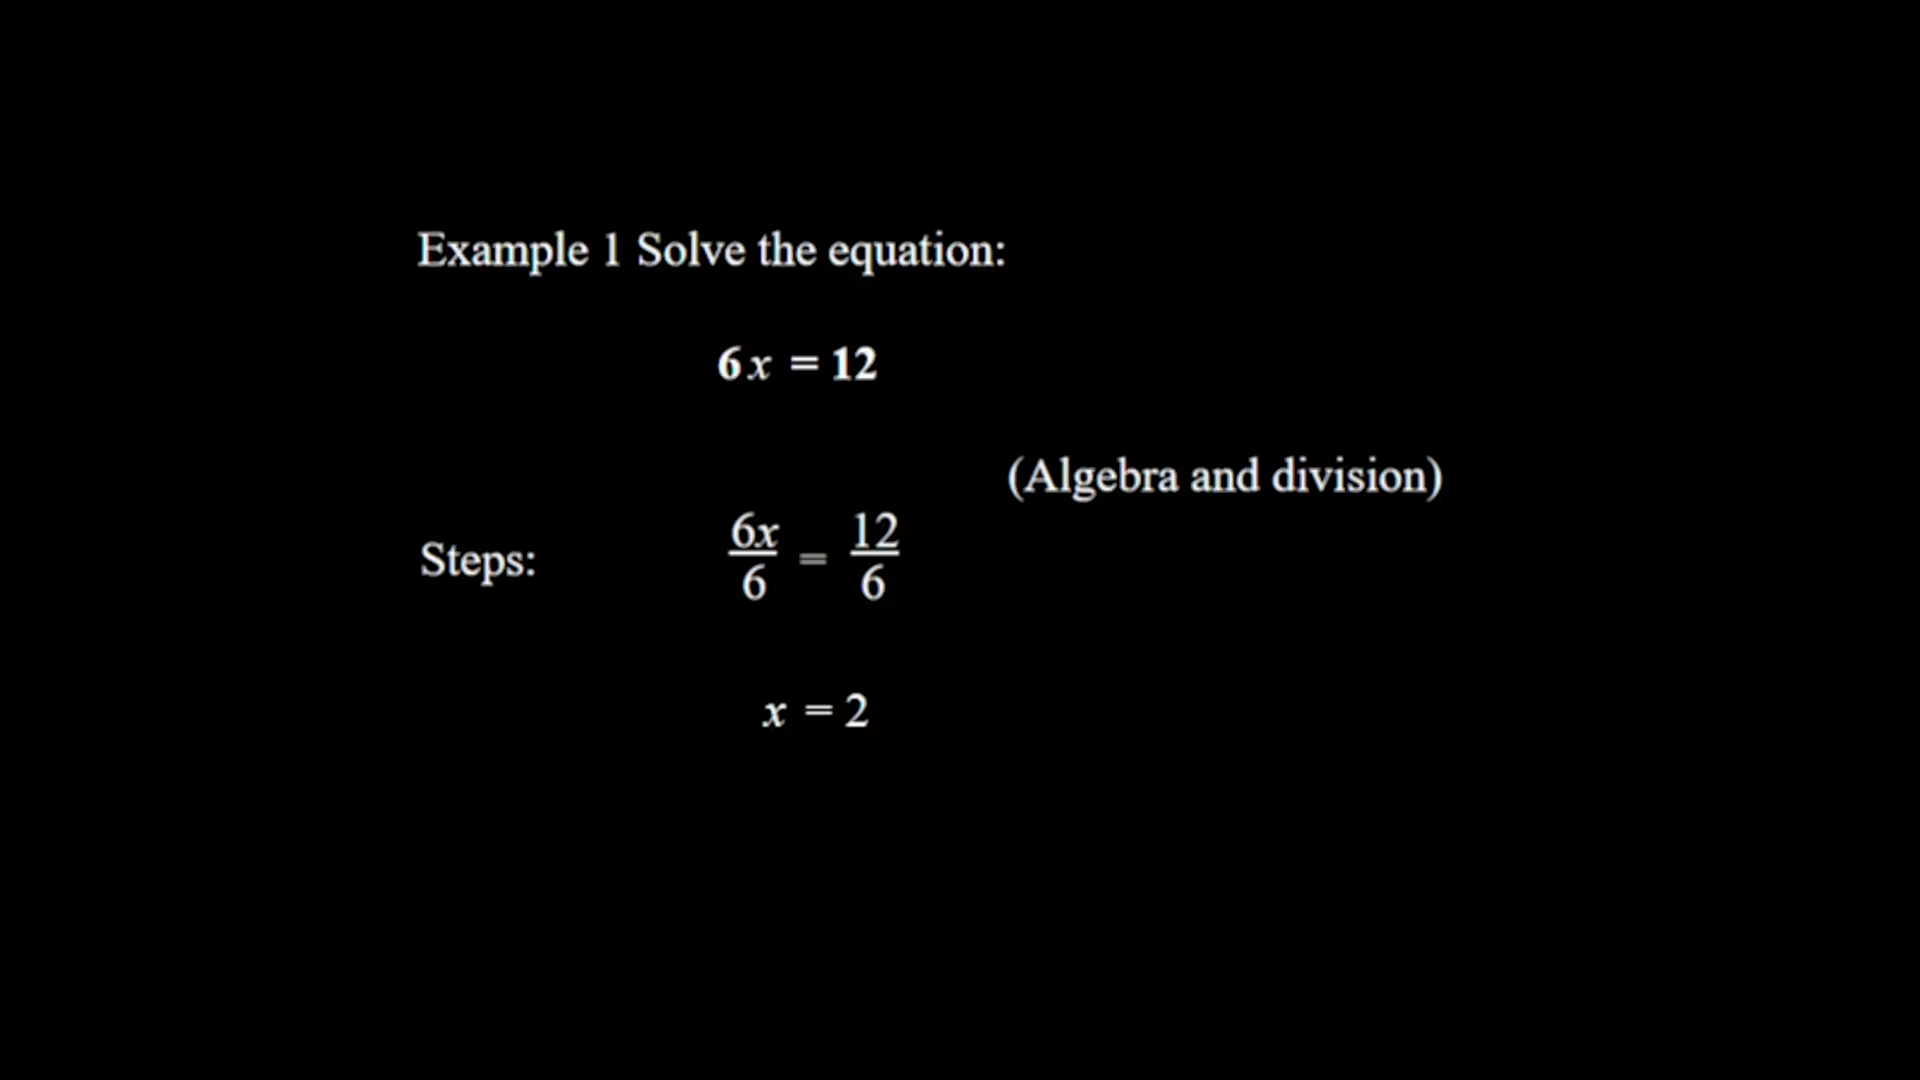 Example 1 Solve the equation:
6x = 12
(Algebra and division)
Steps: 6x/6 = 12/6
x = 2